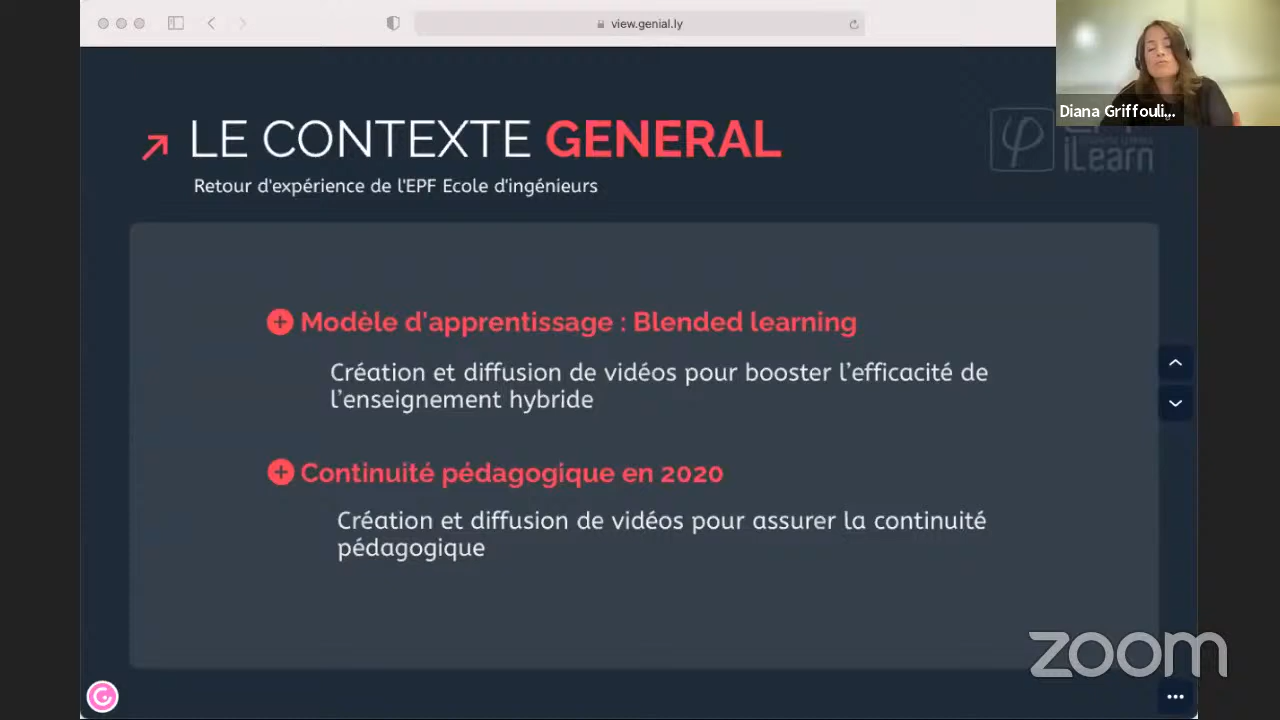 view.genial.ly
Diana Griffouli...
LE CONTEXTE GENERAL
Retour d'expérience de l'EPF Ecole d'ingénieurs
iLearn
Modèle d'apprentissage : Blended learning
Création et diffusion de vidéos pour booster l’efficacité de
l’enseignement hybride
Continuité pédagogique en 2020
Création et diffusion de vidéos pour assurer la continuité
pédagogique
zoom